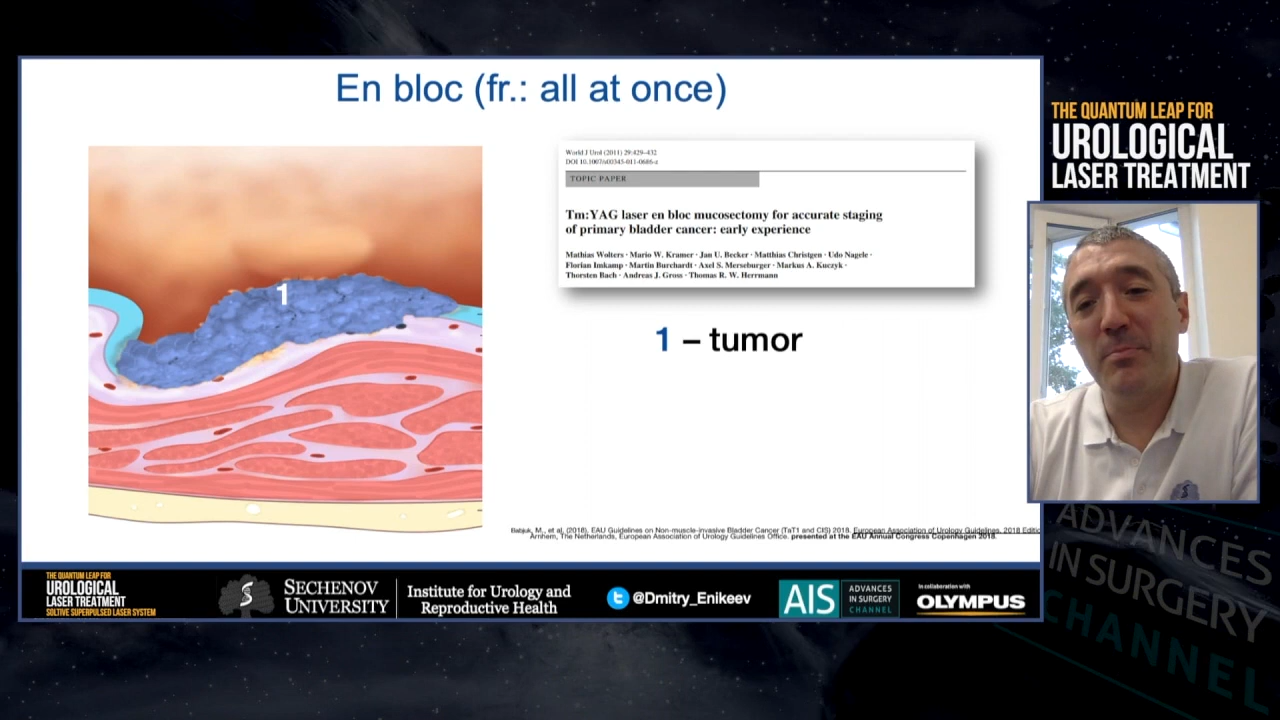 En bloc (fr.: all at once)
1
World J Urol (2011) 29:429–432
DOI 10.1007/s00345-011-0686-z
TOPIC PAPER
Tm:YAG laser en bloc mucosectomy for accurate staging
of primary bladder cancer: early experience
Mathias Wolters · Mario W. Kramer · Jan U. Becker · Matthias Christgen · Udo Nagele ·
Florian Imkamp · Martin Burchardt · Axel S. Merseburger · Markus A. Kuczyk ·
Thorsten Bach · Andreas J. Gross · Thomas R. W. Herrmann
1 – tumor
Babjuk, M., et al, (2018), EAU Guidelines on Non-muscle-invasive Bladder Cancer (TaT1 and CIS) 2018. European Association of Urology Guidelines. 2018 Editio
Arnhem, The Netherlands, European Association of Urology Guidelines Office. presented at the EAU Annual Congress Copenhagen 2018.
THE QUANTUM LEAP FOR
UROLOGICAL
LASER TREATMENT
ADVANCES
IN SURGERY
CHANNEL
THE QUANTUM LEAP FOR
UROLOGICAL
LASER TREATMENT
SOLTIVE SUPERPULSED LASER SYSTEM
S
SECHENOV
UNIVERSITY
Institute for Urology and
Reproductive Health
@Dmitry_Enikeev
AIS
ADVANCES
IN SURGERY
CHANNEL
In collaboration with
OLYMPUS